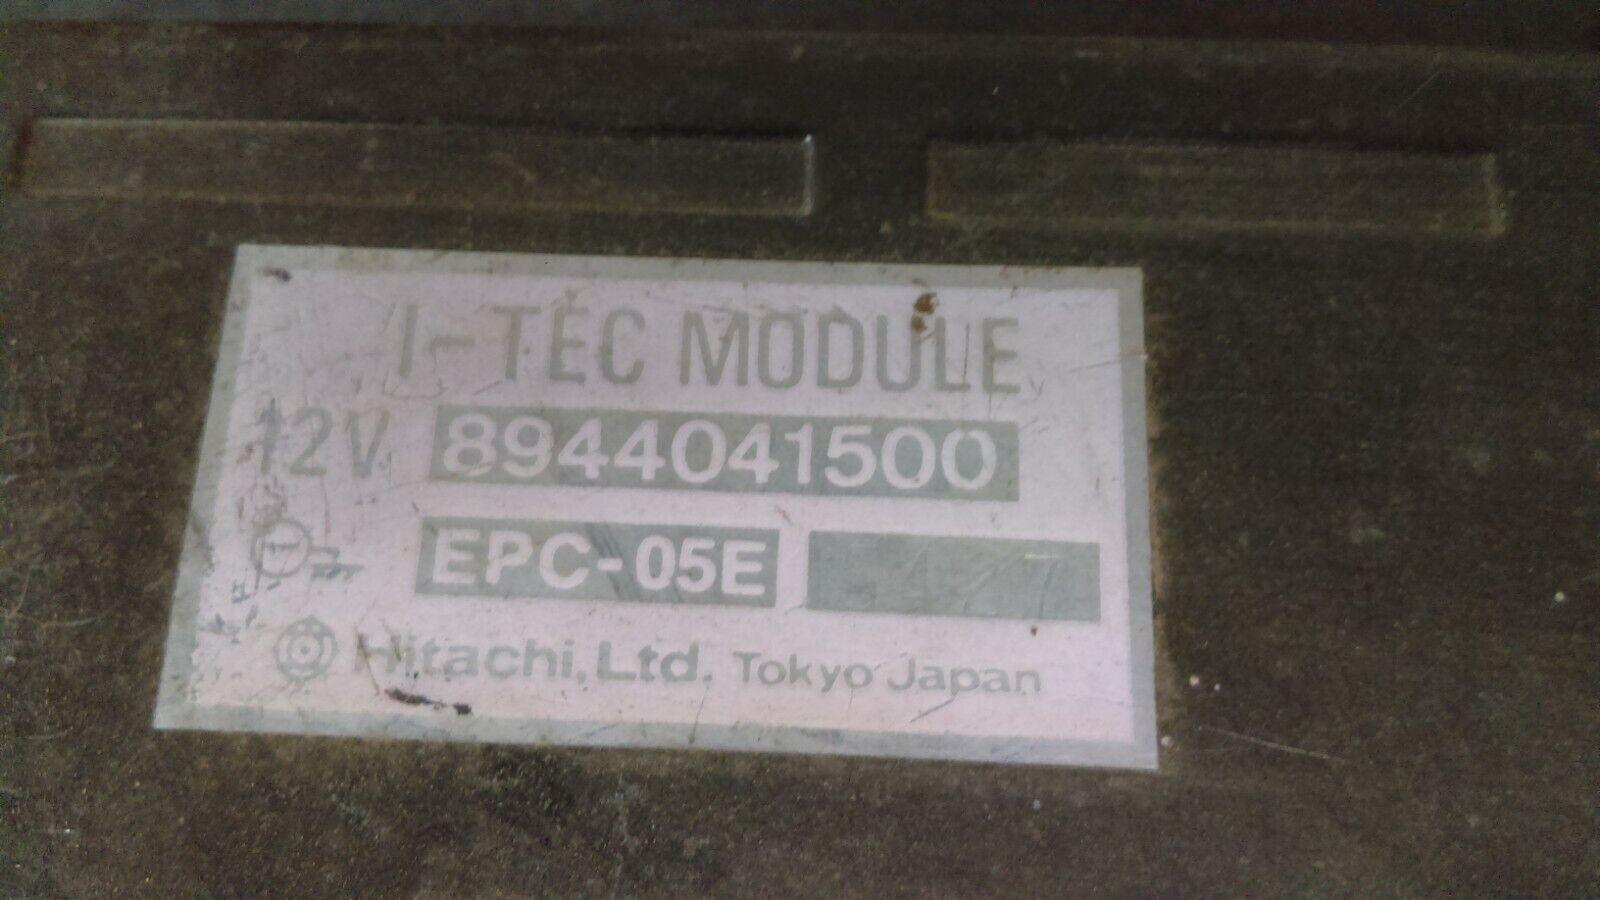 I-TEC MODULE
12V 8944041500
EPC-05E
Hitachi, Ltd. Tokyo Japan